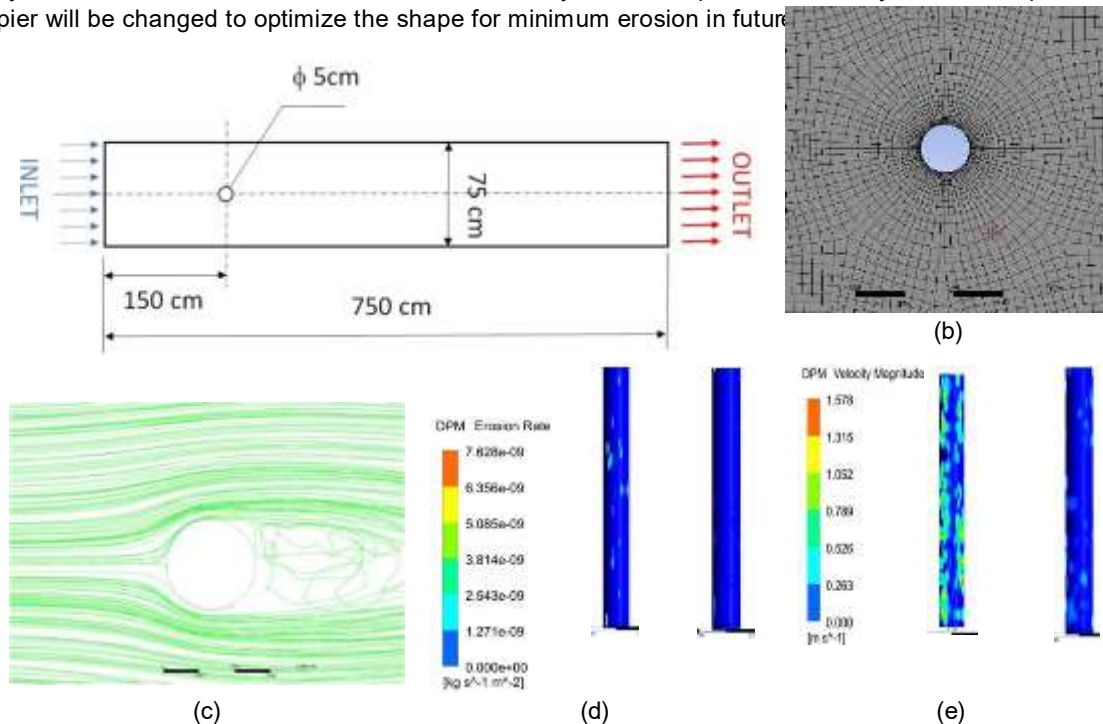 pier will be changed to optimize the shape for minimum erosion in future
ϕ 5cm
INLET
75 cm
OUTLET
150 cm
750 cm
(b)
DPM Erosion Rate
7.628e-09
6.356e-09
5.085e-09
3.814e-09
2.543e-09
1.271e-09
0.000e+00
[kg s^-1 m^-2]
DPM Velocity Magnitude
1.578
1.315
1.052
0.789
0.526
0.263
0.000
[m s^-1]
(c)
(d)
(e)